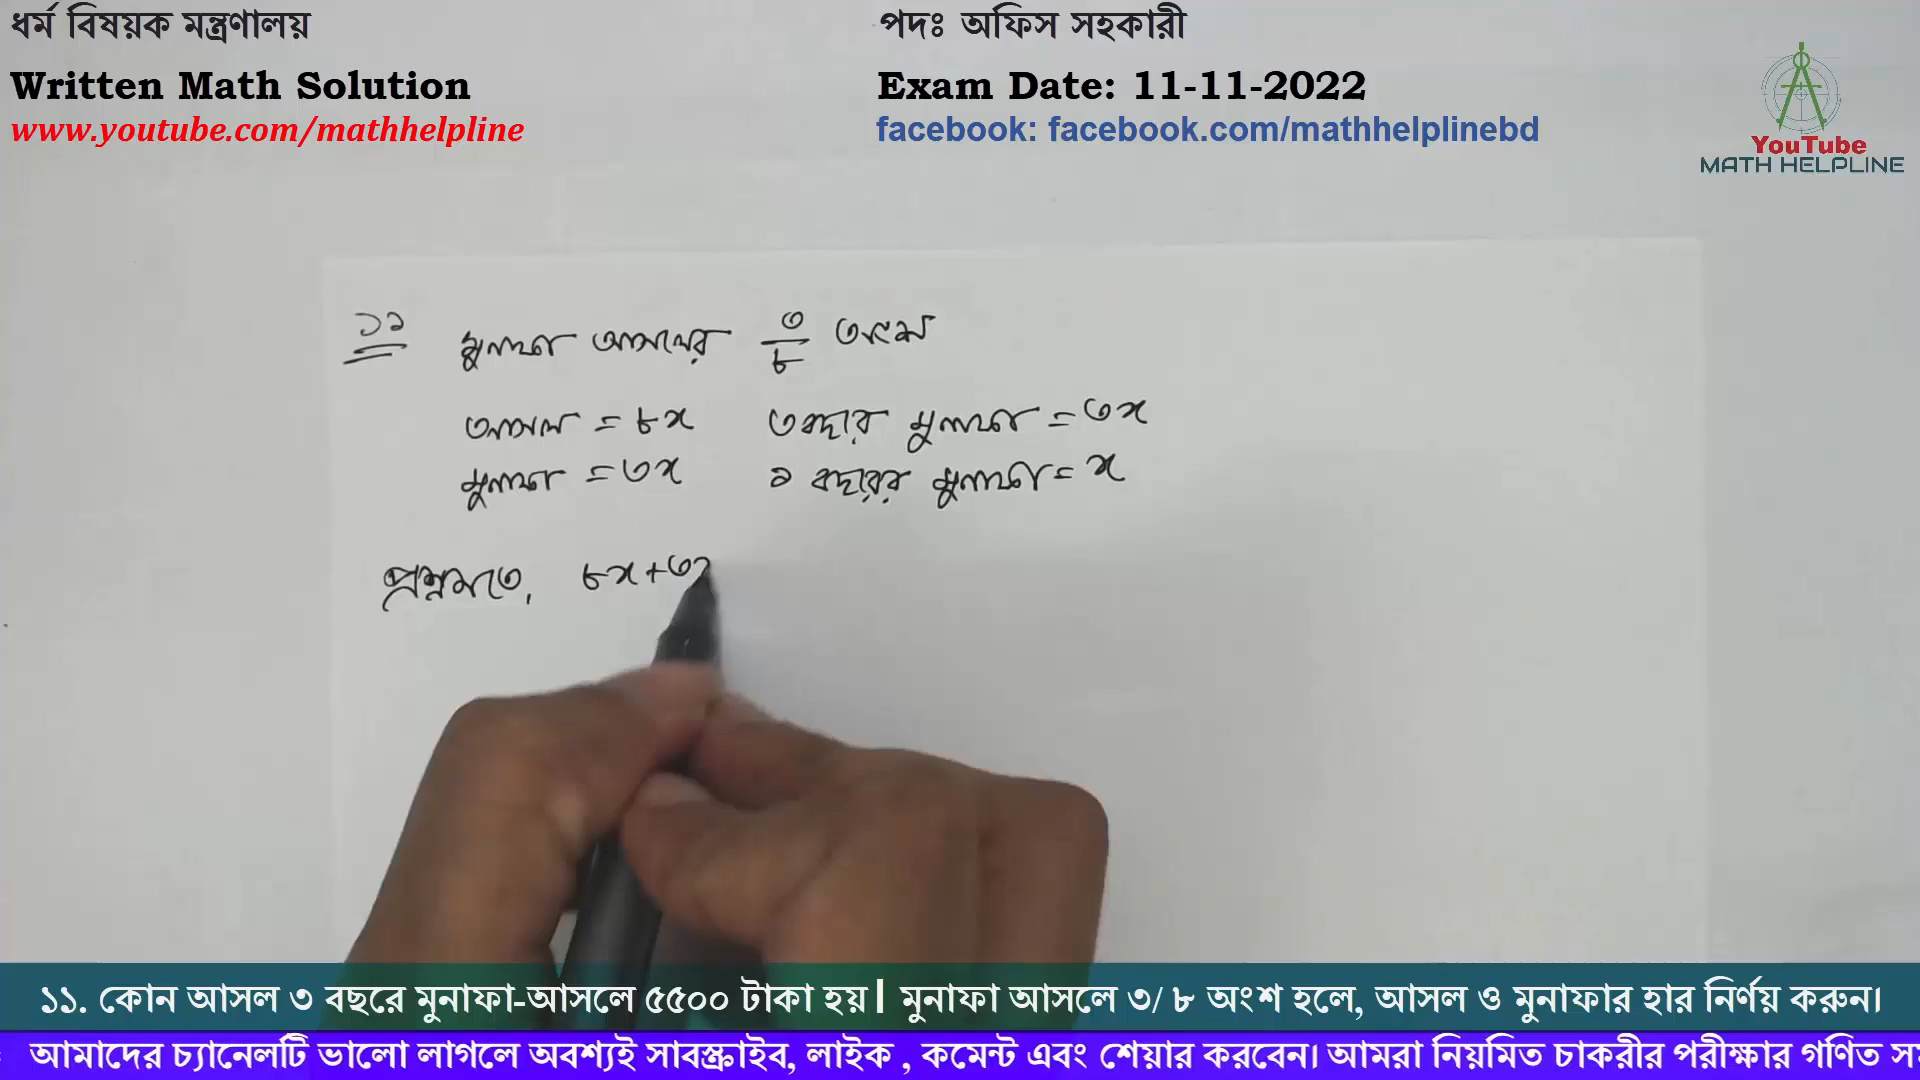 ধর্ম বিষয়ক মন্ত্রণালয়
পদঃ অফিস সহকারী
Written Math Solution
Exam Date: 11-11-2022
www.youtube.com/mathhelpline
facebook: facebook.com/mathhelplinebd
YouTube
MATH HELPLINE
১১
মুনাফা আসলের ৩/৮ অংশ
আসল = ৮x
৩ বছরে মুনাফা = ৩x
মুনাফা = ৩x
১ বছরের মুনাফা = x
প্রশ্নমতে, ৮x+৩x
১১. কোন আসল ৩ বছরে মুনাফা-আসলে ৫৫০০ টাকা হয়। মুনাফা আসলে ৩/ ৮ অংশ হলে, আসল ও মুনাফার হার নির্ণয় করুন।
আমাদের চ্যানেলটি ভালো লাগলে অবশ্যই সাবস্ক্রাইব, লাইক , কমেন্ট এবং শেয়ার করবেন। আমরা নিয়মিত চাকরীর পরীক্ষার গণিত স